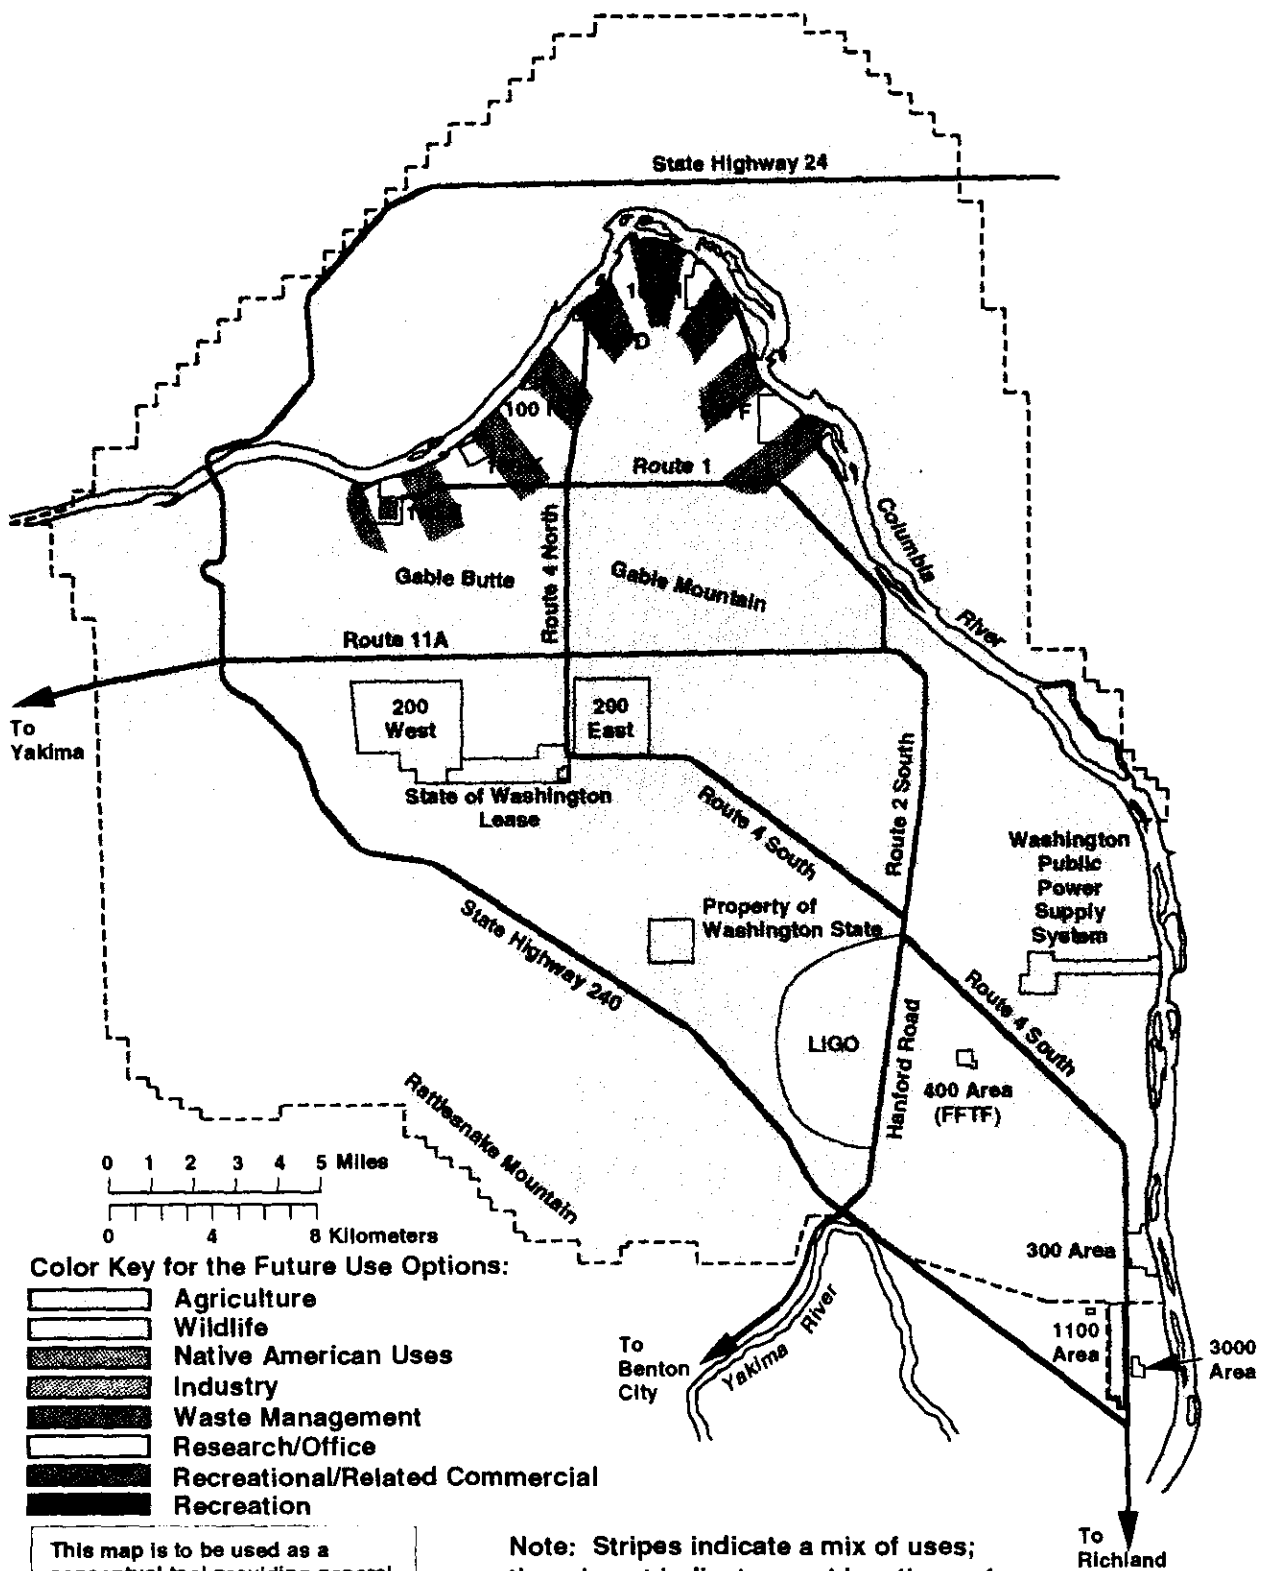 State Highway 24
D
100
F
Route 1
Columbia
River
Route 4 North
Gable Butte
Gable Mountain
Route 11A
To
Yakima
200
West
200
East
State of Washington
Lease
Route 4 South
Route 2 South
Washington
Public
Power
Supply
System
Property of
Washington State
State Highway 240
LIGO
Hanford Road
Route 4 South
400 Area
(FFTF)
Rattlesnake Mountain
0 1 2 3 4 5 Miles
0 4 8 Kilometers
300 Area
1100
Area
3000
Area
To
Benton
City
Yakima River
To
Richland
Color Key for the Future Use Options:
Agriculture
Wildlife
Native American Uses
Industry
Waste Management
Research/Office
Recreational/Related Commercial
Recreation
This map is to be used as a
Note: Stripes indicate a mix of uses;